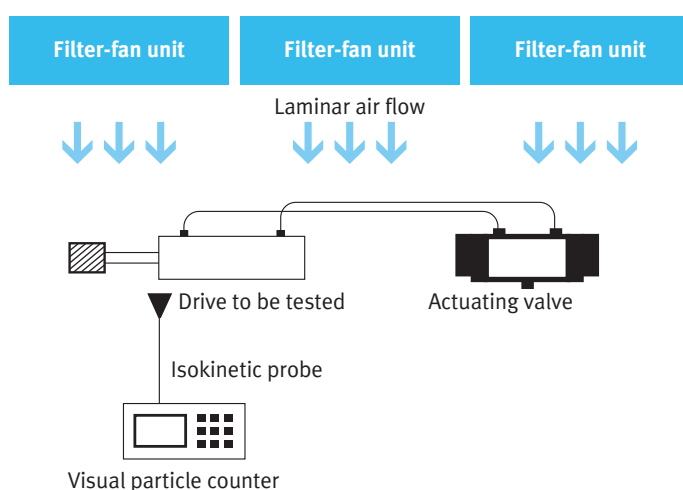 Filter-fan unit
Filter-fan unit
Filter-fan unit
Laminar air flow
Drive to be tested
Actuating valve
Isokinetic probe
Visual particle counter